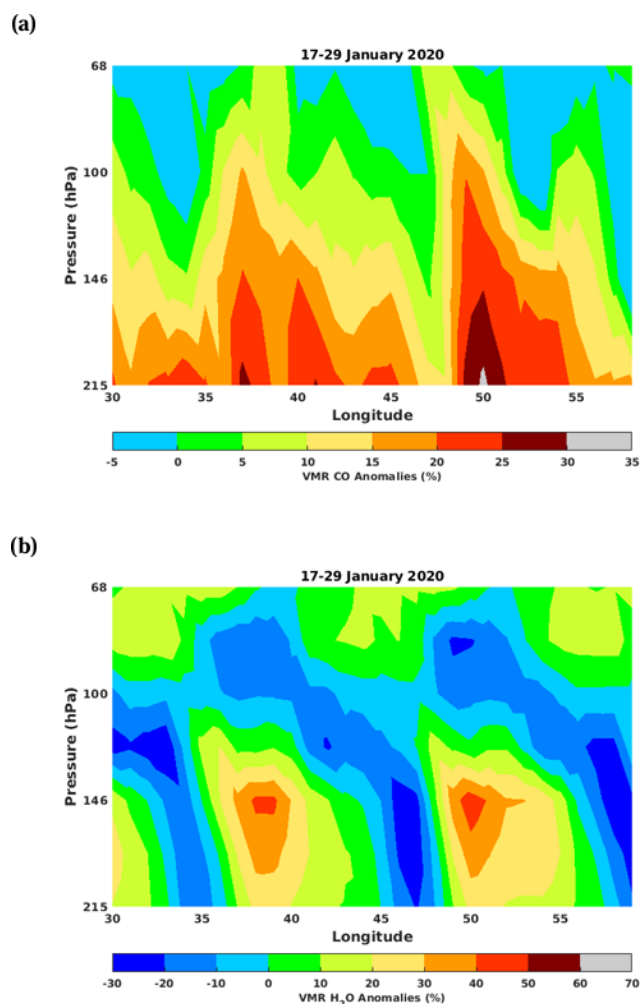 (a)
17-29 January 2020
68
100
146
215
Pressure (hPa)
30 35 40 45 50 55
Longitude
-5 0 5 10 15 20 25 30 35
VMR CO Anomalies (%)
(b)
17-29 January 2020
68
100
146
215
Pressure (hPa)
30 35 40 45 50 55
Longitude
-30 -20 -10 0 10 20 30 40 50 60 70
VMR H₂O Anomalies (%)